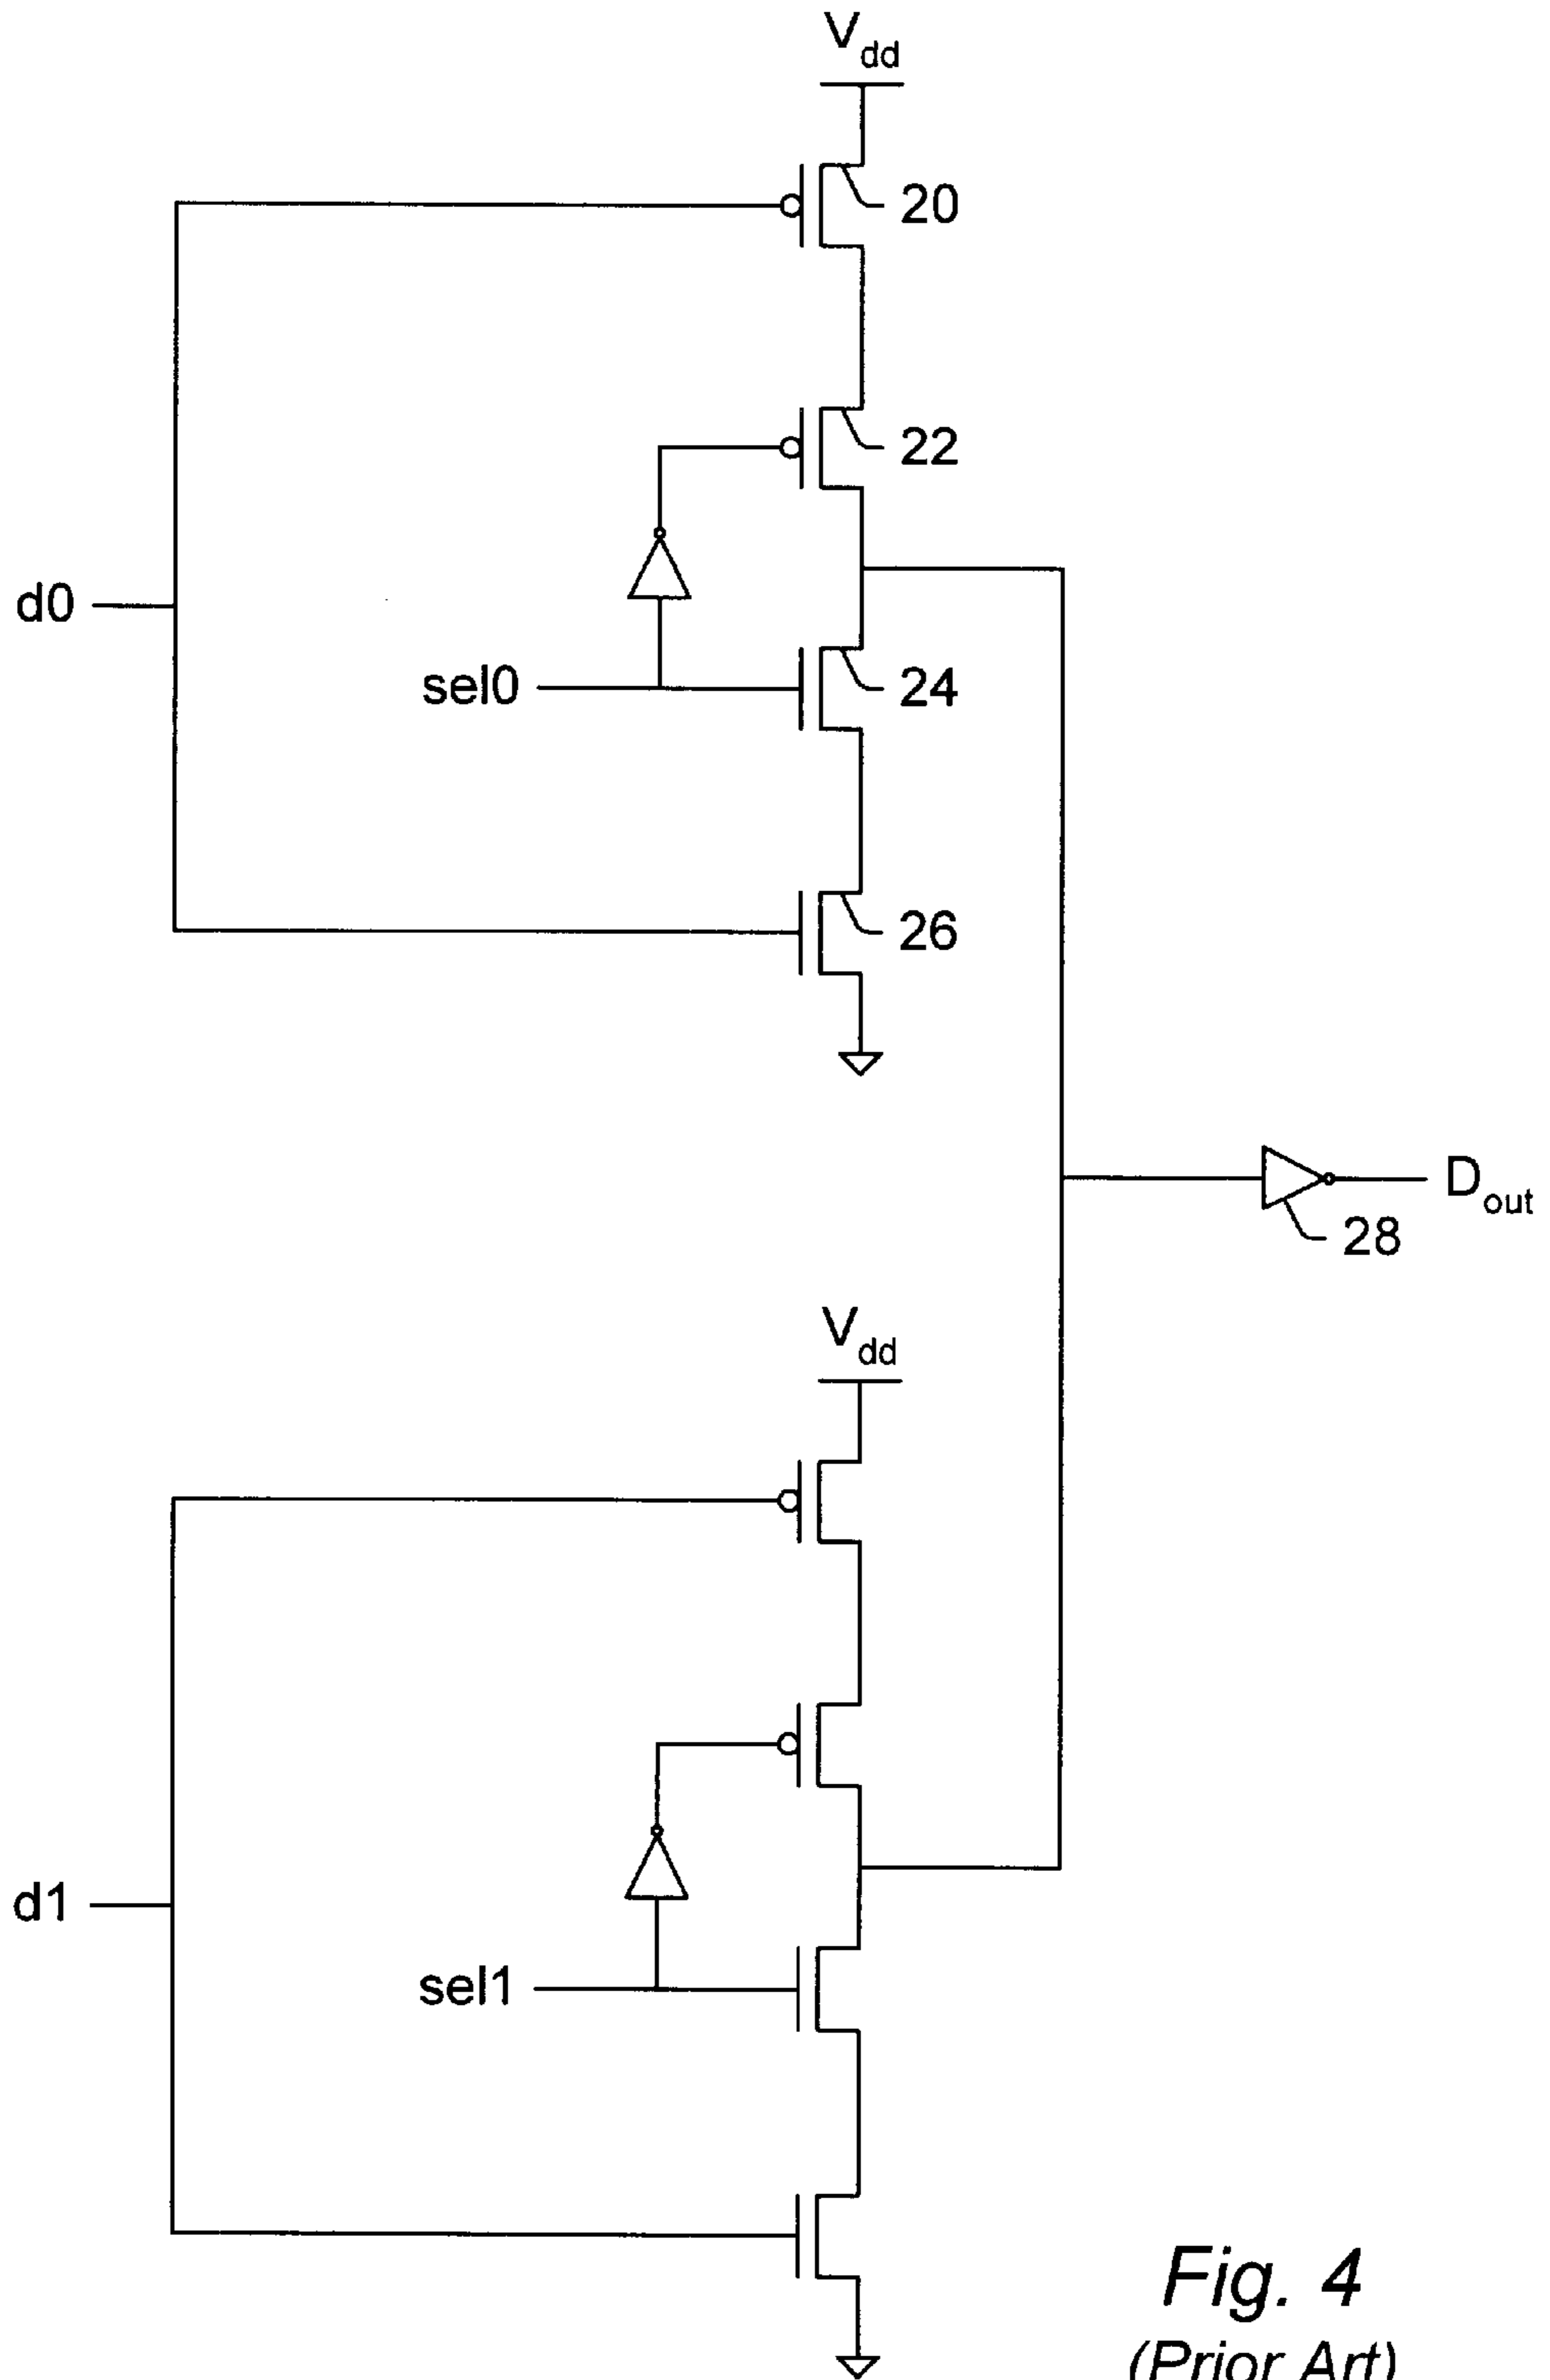 Vdd
20
22
d0
sel0
24
26
Dout
28
Vdd
d1
sel1
Fig. 4
(Prior Art)